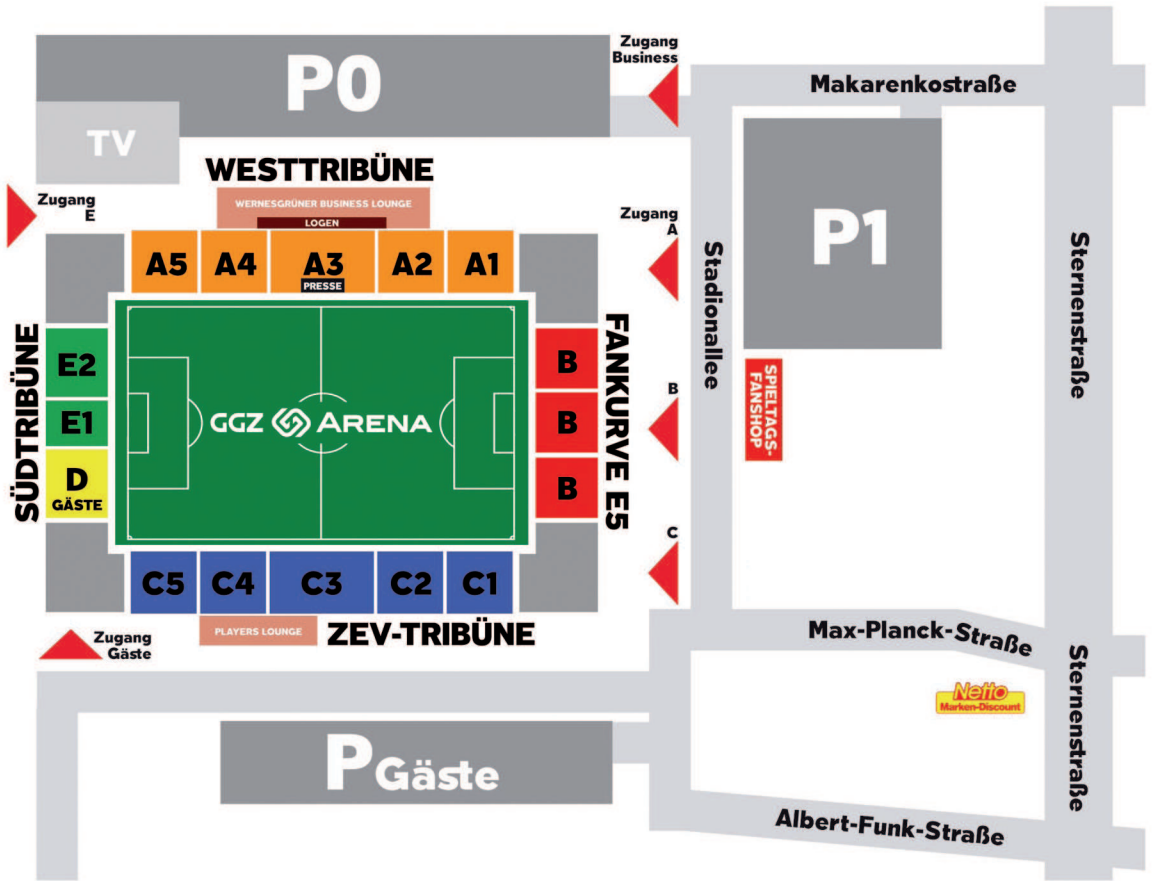 Zugang
Business
P0
Makarenkostraße
TV
WESTTRIBÜNE
Zugang
E
WERNESGRÜNER BUSINESS LOUNGE
LOGEN
Zugang
A
P1
A5
A4
A3
A2
A1
PRESSE
Stadionallee
Sternenstraße
SÜDTRIBÜNE
E2
E1
D
GÄSTE
GGZ ARENA
B
B
B
FANKURVE E5
B
SPIELTAGS-
FANSHOP
C
C5
C4
C3
C2
C1
Zugang
Gäste
PLAYERS LOUNGE
ZEV-TRIBÜNE
Max-Planck-Straße
Sternenstraße
Netto
Marken-Discount
P Gäste
Albert-Funk-Straße